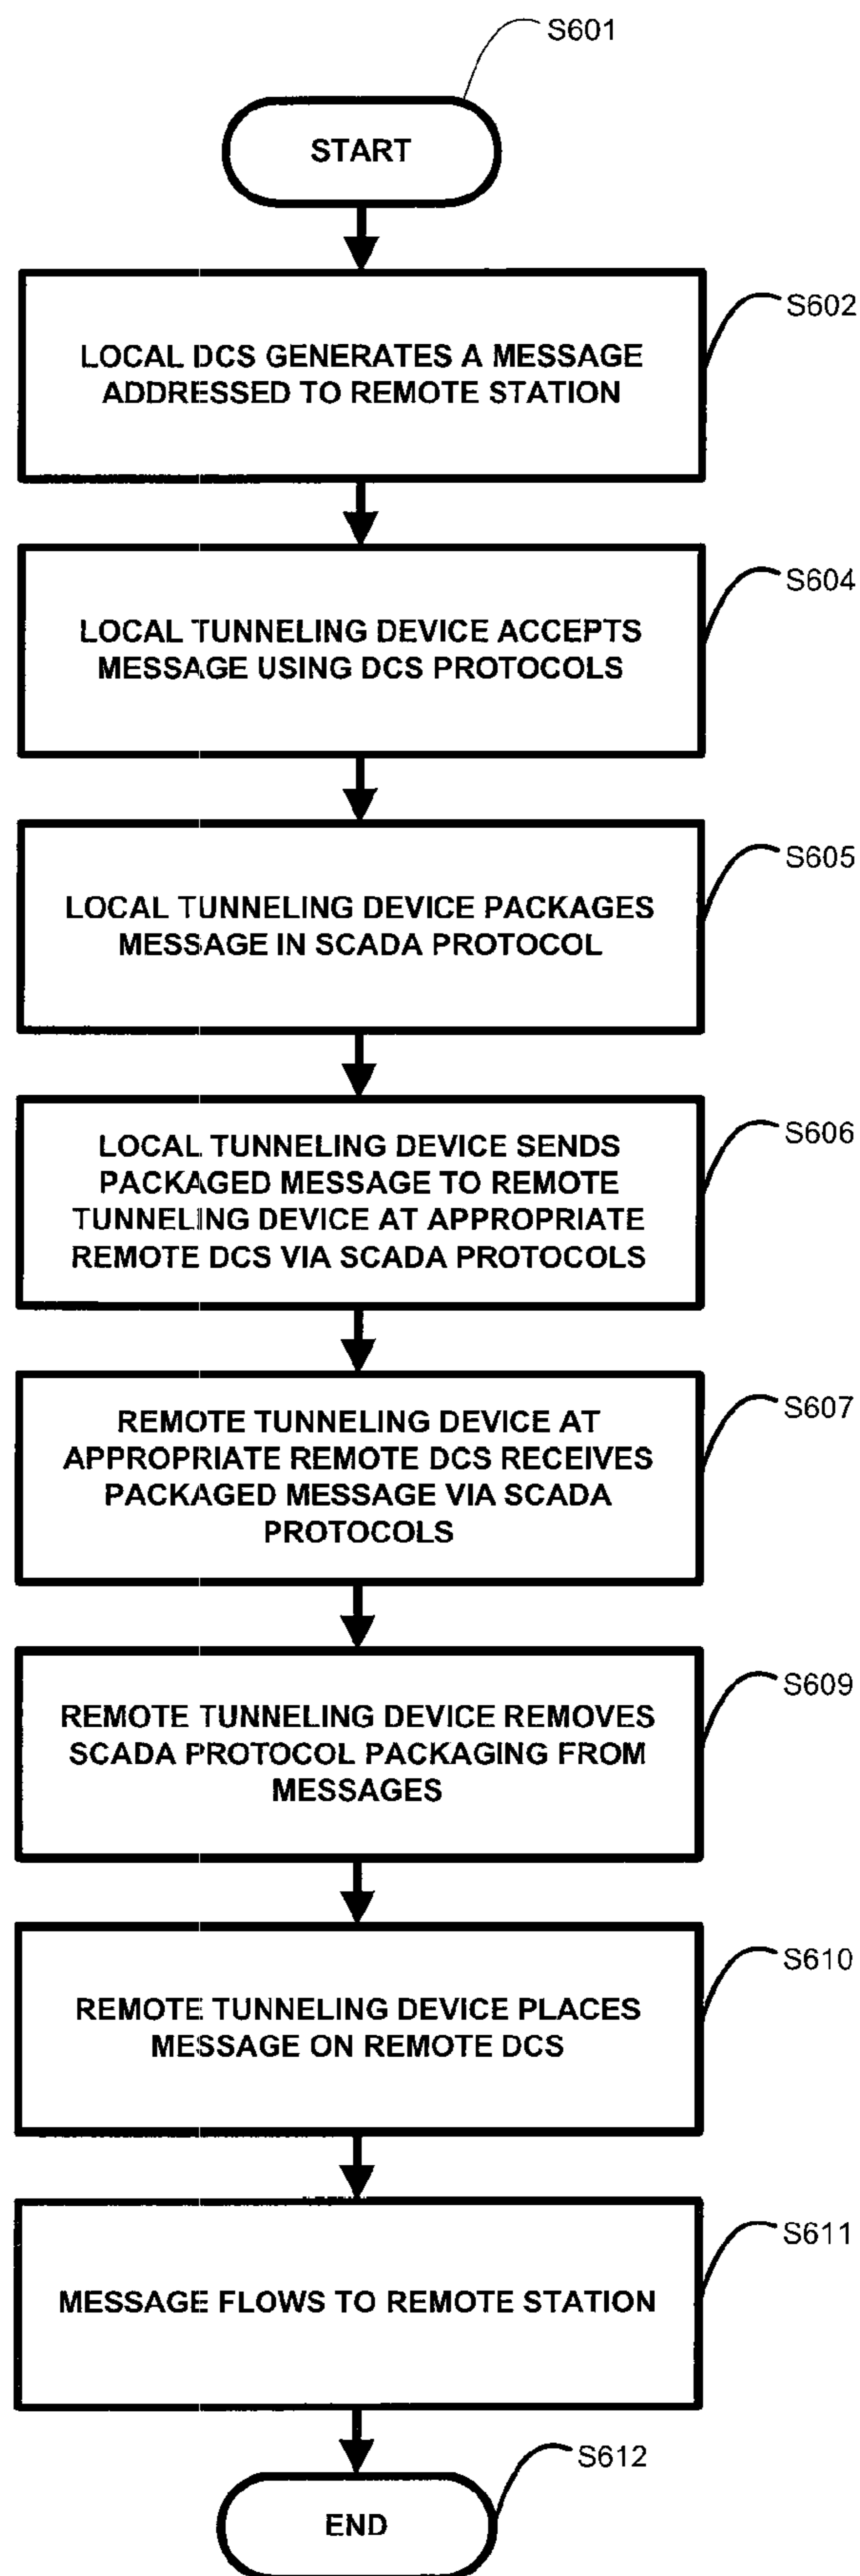 S601
START
S602
LOCAL DCS GENERATES A MESSAGE
ADDRESSED TO REMOTE STATION
S604
LOCAL TUNNELING DEVICE ACCEPTS
MESSAGE USING DCS PROTOCOLS
S605
LOCAL TUNNELING DEVICE PACKAGES
MESSAGE IN SCADA PROTOCOL
S606
LOCAL TUNNELING DEVICE SENDS
PACKAGED MESSAGE TO REMOTE
TUNNELING DEVICE AT APPROPRIATE
REMOTE DCS VIA SCADA PROTOCOLS
S607
REMOTE TUNNELING DEVICE AT
APPROPRIATE REMOTE DCS RECEIVES
PACKAGED MESSAGE VIA SCADA
PROTOCOLS
S609
REMOTE TUNNELING DEVICE REMOVES
SCADA PROTOCOL PACKAGING FROM
MESSAGES
S610
REMOTE TUNNELING DEVICE PLACES
MESSAGE ON REMOTE DCS
S611
MESSAGE FLOWS TO REMOTE STATION
S612
END